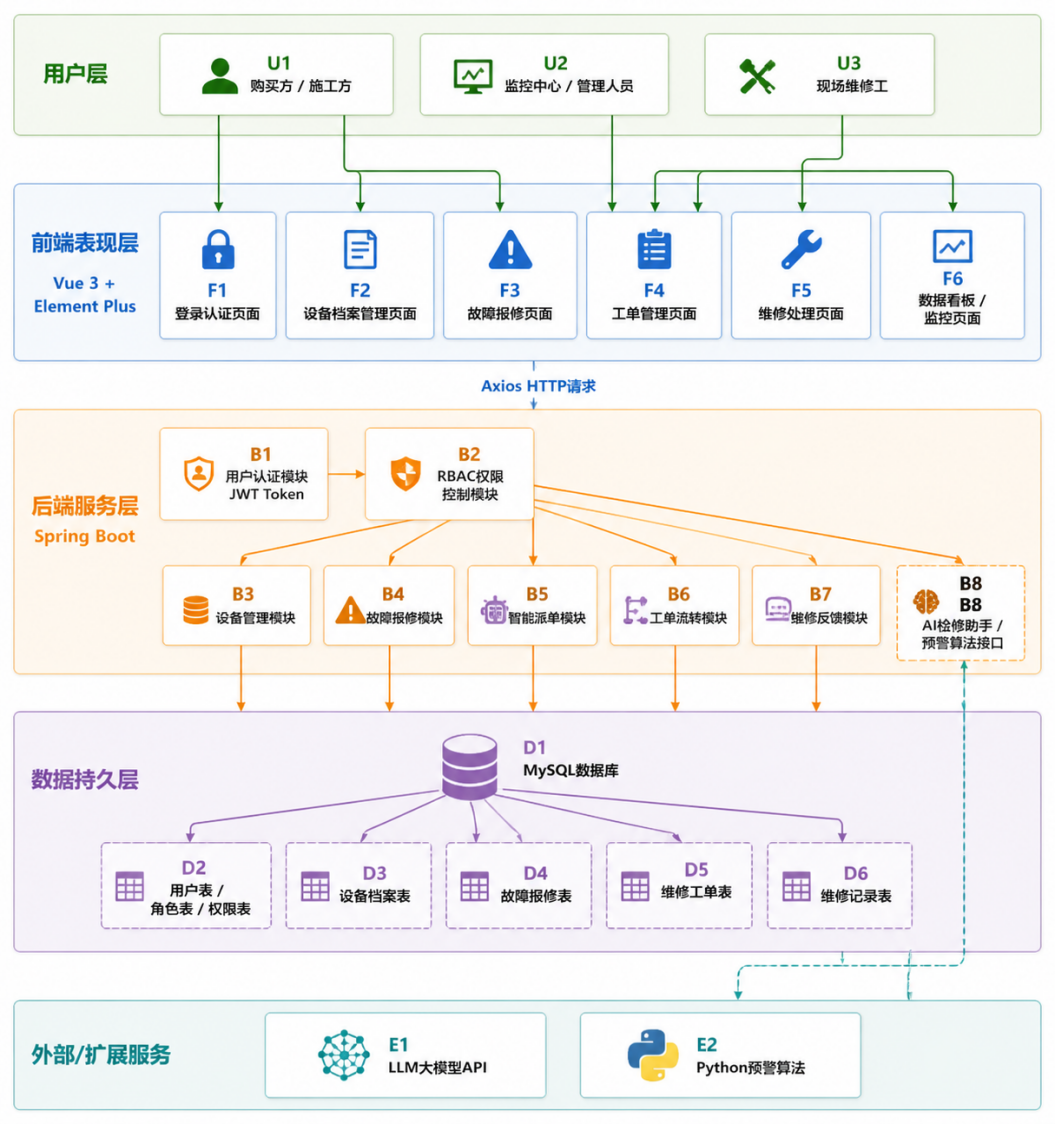 用户层
U1
购买方 / 施工方
U2
监控中心 / 管理人员
U3
现场维修工
前端表现层
Vue 3 +
Element Plus
F1
登录认证页面
F2
设备档案管理页面
F3
故障报修页面
F4
工单管理页面
F5
维修处理页面
F6
数据看板 /
监控页面
Axios HTTP请求
后端服务层
Spring Boot
B1
用户认证模块
JWT Token
B2
RBAC权限
控制模块
B3
设备管理模块
B4
故障报修模块
B5
智能派单模块
B6
工单流转模块
B7
维修反馈模块
B8
B8
AI检修助手 /
预警算法接口
数据持久层
D1
MySQL数据库
D2
用户表 /
角色表 / 权限表
D3
设备档案表
D4
故障报修表
D5
维修工单表
D6
维修记录表
外部/扩展服务
E1
LLM大模型API
E2
Python预警算法